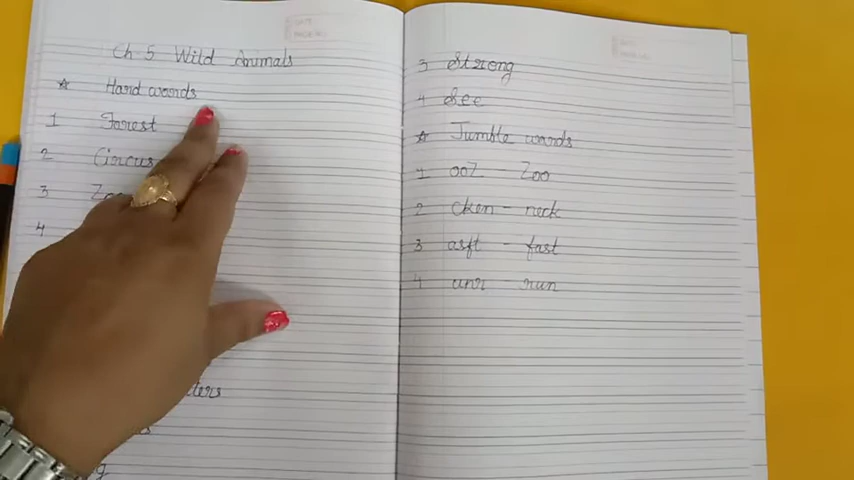 Ch 5 Wild Animals
☆ Hard words
1 Forest
2 Circus
3 Zoo
4
3 Strong
4 See
☆ Jumble words
1 ooZ - Zoo
2 cken - neck
3 asft - fast
4 unr - run